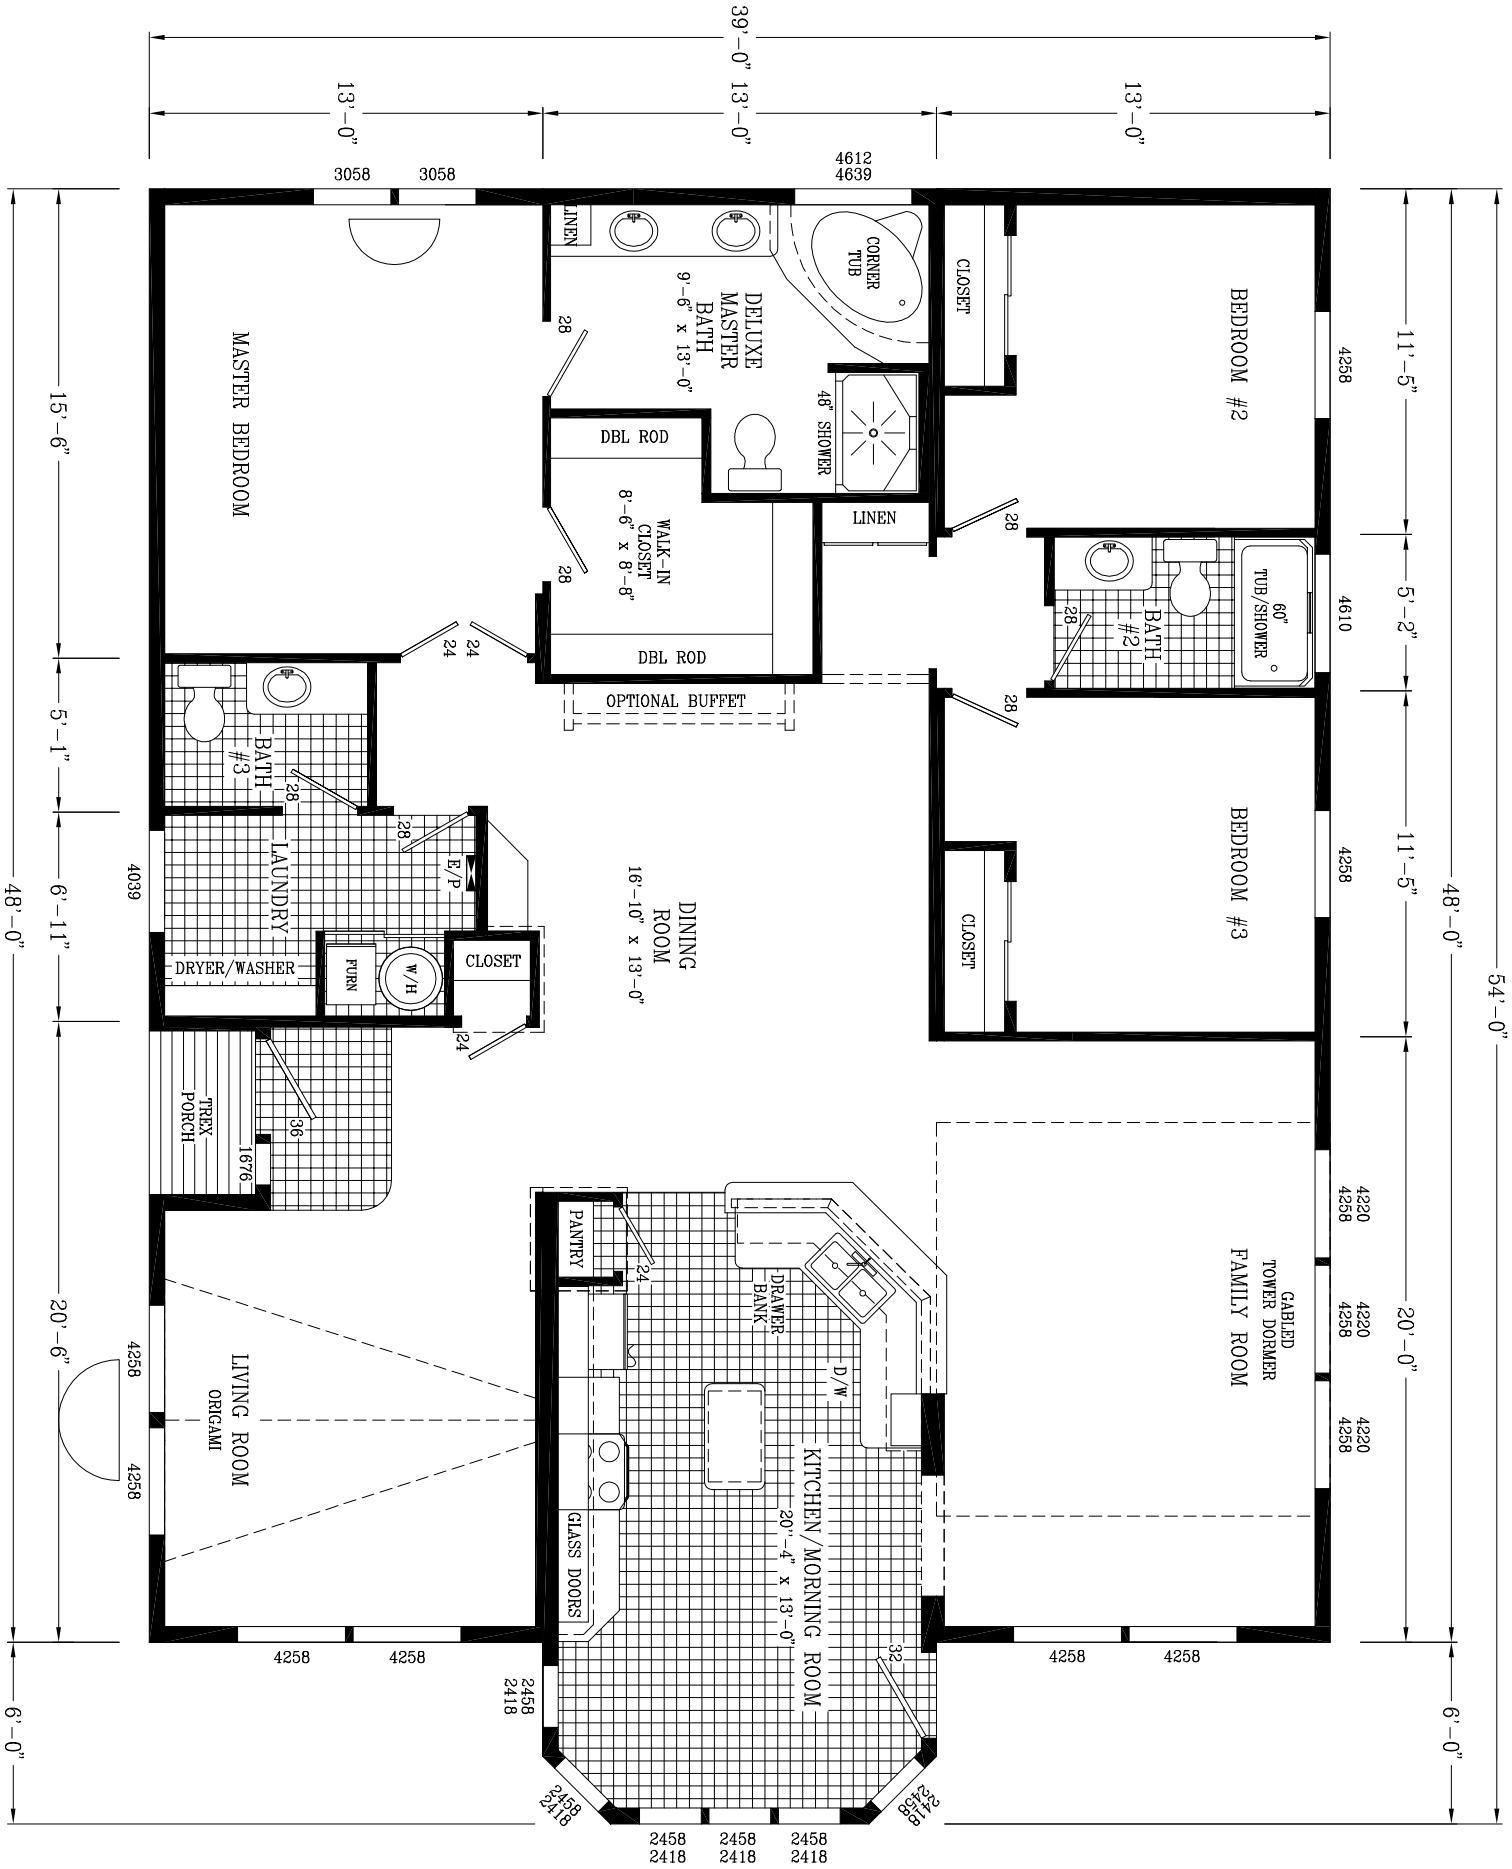 39'-0"
13'-0"
13'-0"
13'-0"
3058
3058
4612
4639
LINEN
CORNER
TUB
CLOSET
BEDROOM #2
4258
11'-5"
DELUXE
MASTER
BATH
9'-6" x 13'-0"
28
MASTER BEDROOM
15'-6"
48" SHOWER
DBL ROD
WALK-IN
CLOSET
8'-6" x 8'-8"
28
LINEN
28
60"
TUB/SHOWER
BATH
#2
28
4610
5'-2"
24
24
DBL ROD
OPTIONAL BUFFET
28
BATH
#3
28
5'-1"
28
E/P
LAUNDRY
4039
6'-11"
48'-0"
DINING
ROOM
16'-10" x 13'-0"
CLOSET
BEDROOM #3
4258
11'-5"
48'-0"
54'-0"
DRYER/WASHER
FURN
W/H
CLOSET
24
TREX
PORCH
36
1676
PANTRY
24
DRAWER
BANK
D/W
GABLED
TOWER DORMER
FAMILY ROOM
4220
4258
4220
4258
4220
4258
20'-0"
20'-6"
4258
4258
LIVING ROOM
ORIGAMI
GLASS DOORS
KITCHEN/MORNING ROOM
20''-4" x 13'-0"
32
4258
4258
4258
4258
2458
2418
2458
2418
2458
2418
2458
2418
2458
2418
2418
2458
6'-0"
6'-0"